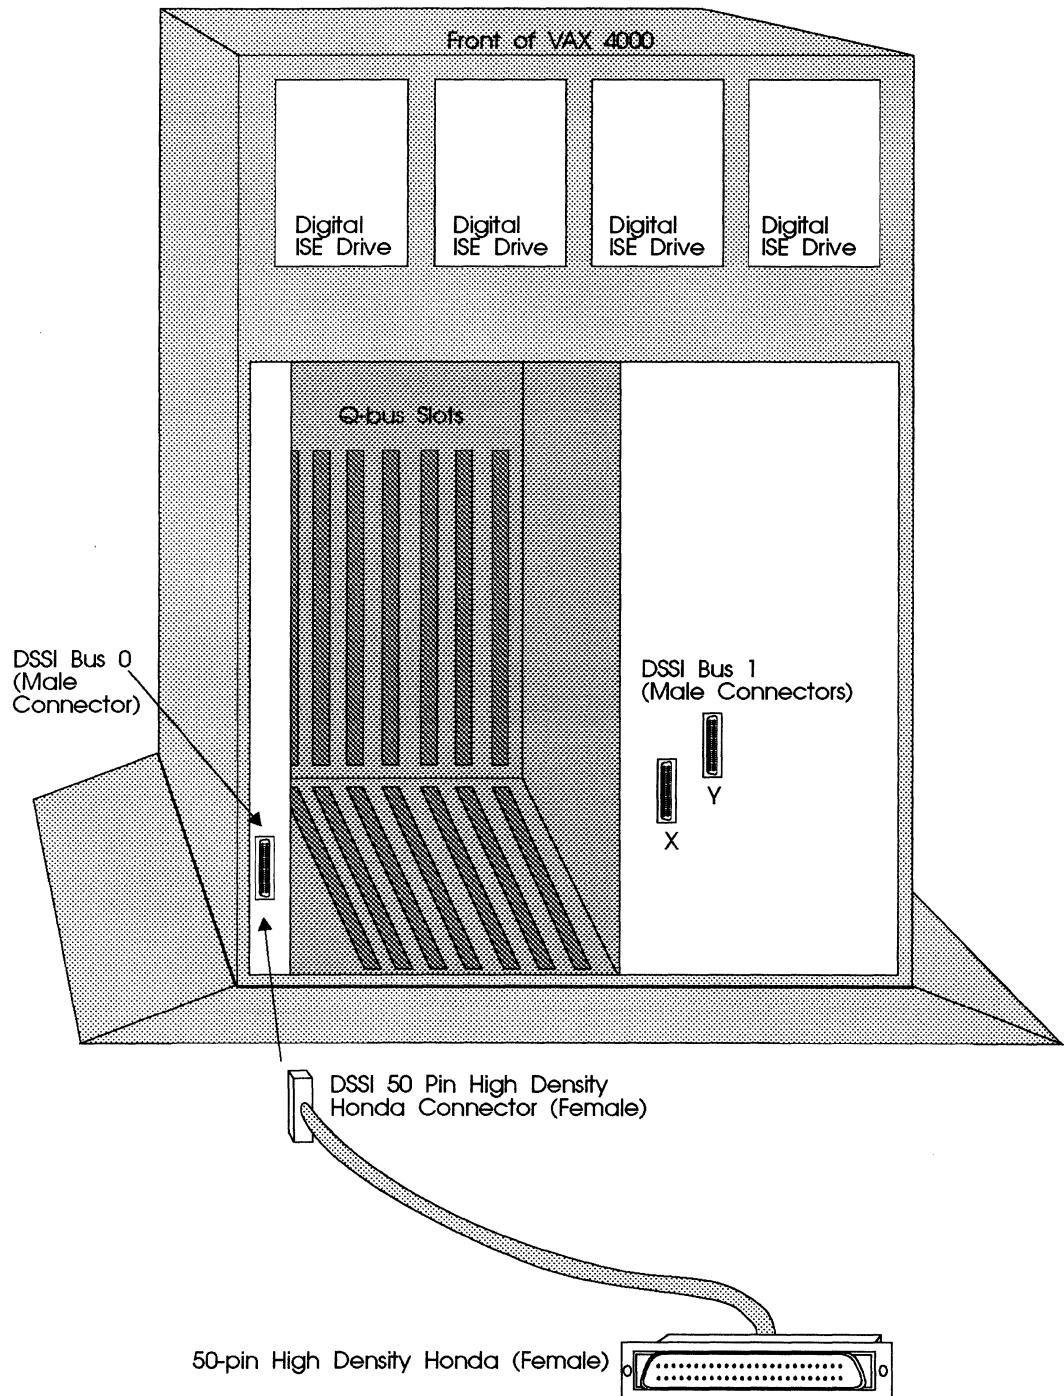 Front of VAX 4000
Digital
ISE Drive
Digital
ISE Drive
Digital
ISE Drive
Digital
ISE Drive
Q-bus Slots
DSSI Bus 0
(Male
Connector)
DSSI Bus 1
(Male Connectors)
Y
X
DSSI 50 Pin High Density
Honda Connector (Female)
50-pin High Density Honda (Female)